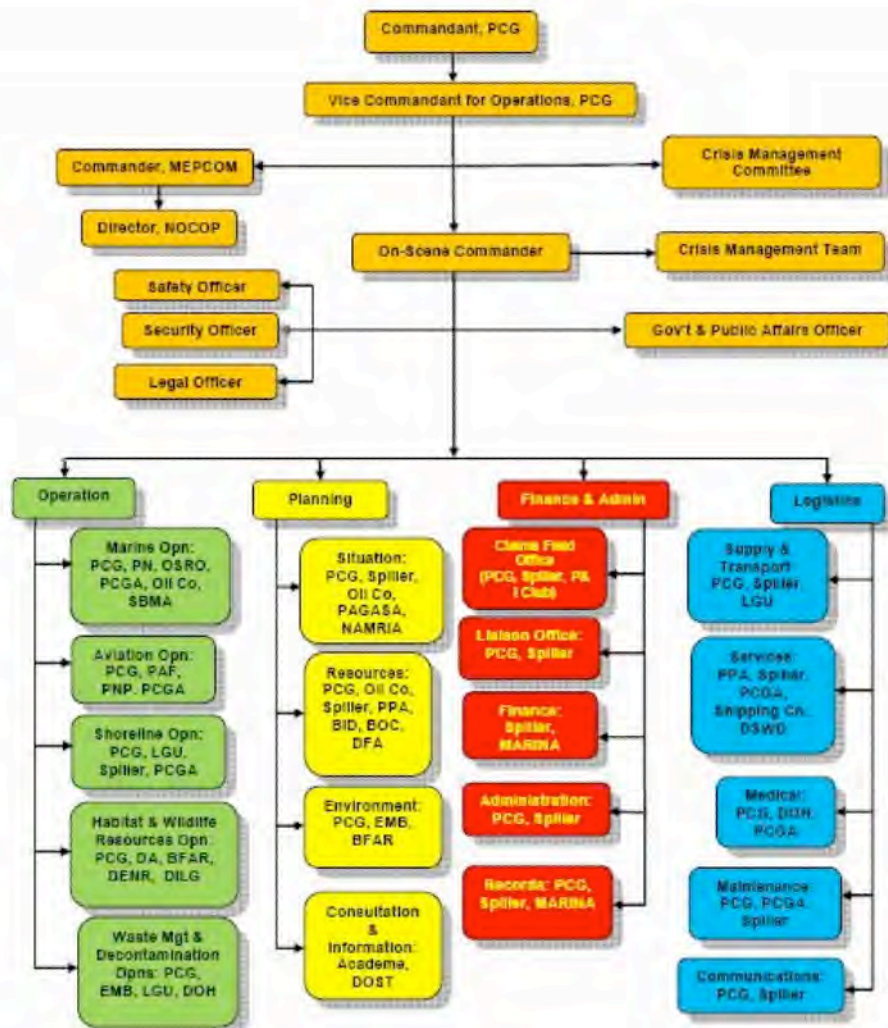 Commandant, PCG
Vice Commandant for Operations, PCG
Commander, MEPCOM
Crisis Management
Committee
Director, NOCOP
On-Scene Commander
Crisis Management Team
Safety Officer
Security Officer
Gov't & Public Affairs Officer
Legal Officer
Operation
Planning
Finance & Admin
Logistics
Marine Opn:
PCG, PN, OSRO,
PCGA, Oil Co,
SBMA
Aviation Opn:
PCG, PAF,
PNP, PCGA
Shoreline Opn:
PCG, LGU,
Spiller, PCGA
Habitat & Wildlife
Resources Opn:
PCG, DA, BFAR,
DENR, DILG
Waste Mgt &
Decontamination
Opns: PCG,
EMB, LGU, DOH
Situation:
PCG, Spiller,
Oil Co,
PAGASA,
NAMRIA
Resources:
PCG, Oil Co,
Spiller, PPA,
BID, BOC,
DFA
Environment:
PCG, EMB,
BFAR
Consultation
&
Information:
Academe,
DOST
Claims Field
Office
(PCG, Spiller, P&
I Club)
Liaison Office:
PCG, Spiller
Finance:
Spiller,
MARINA
Administration:
PCG, Spiller
Records: PCG,
Spiller, MARINA
Supply &
Transport:
PCG, Spiller,
LGU
Services:
PPA, Spiller,
PCGA,
Shipping Co,
DSWD
Medical:
PCG, DOH,
PCGA
Maintenance:
PCG, PCGA
Spiller
Communications:
PCG, Spiller